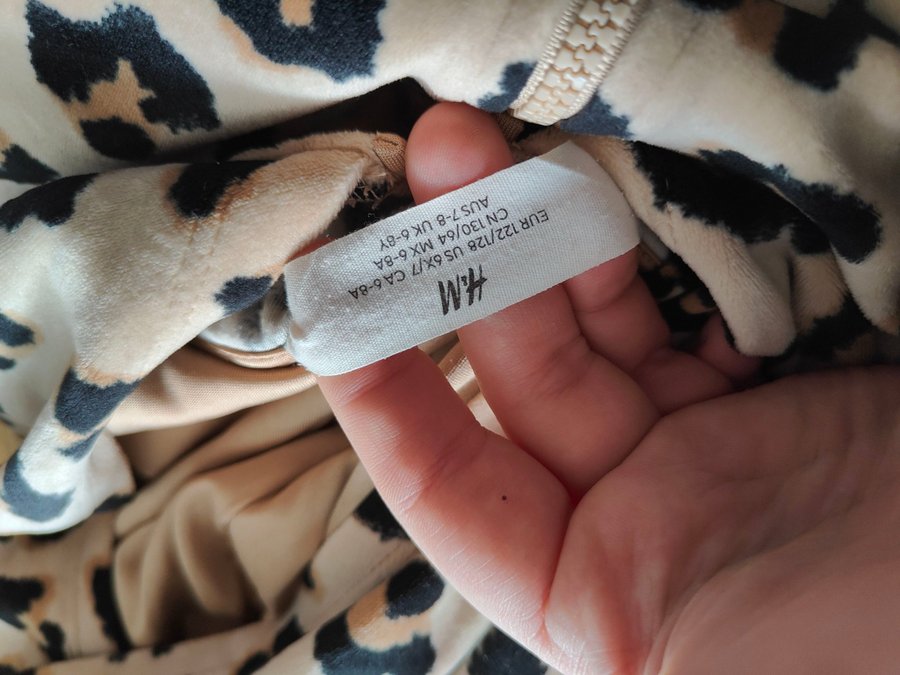 H&M
EUR 122/128 US 6X/7 CA 6-8A
CN 130/64 MX 6-8A
AUS 7-8 UK 6-8Y